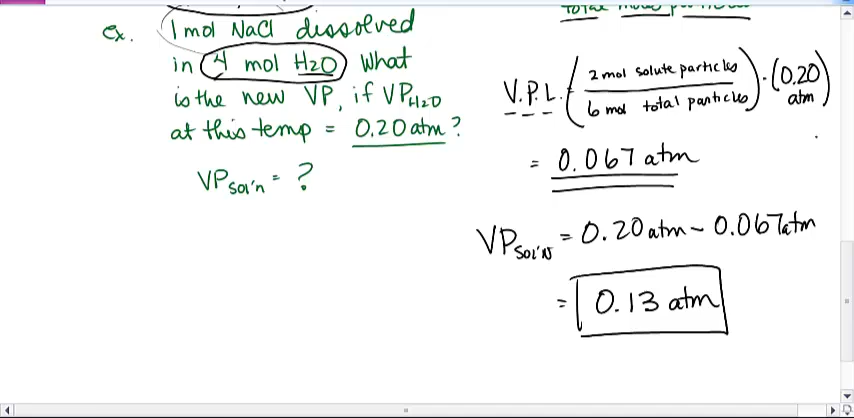 ex. 1 mol NaCl dissolved
in 4 mol H2O What
is the new VP, if VPH2O
at this temp = 0.20 atm?
VPsol'n = ?
total particles
V.P.L. = (2 mol solute particles / 6 mol total particles) · (0.20 atm)
= 0.067 atm
VPsol'n = 0.20 atm - 0.067 atm
= 0.13 atm